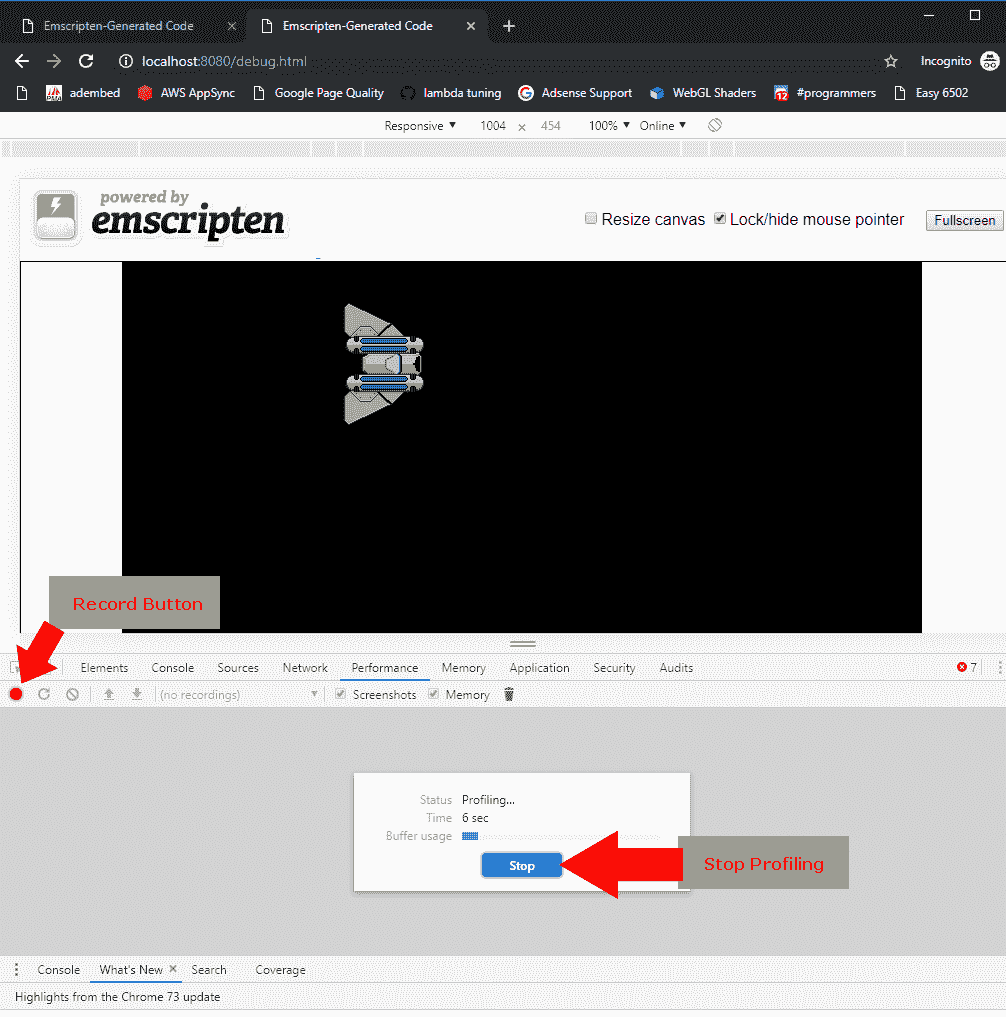 Emscripten-Generated Code
Emscripten-Generated Code
localhost:8080/debug.html Incognito
adembed AWS AppSync Google Page Quality lambda tuning Adsense Support WebGL Shaders 12 #programmers Easy 6502
Responsive 1004 x 454 100% Online
powered by
emscripten
Resize canvas Lock/hide mouse pointer Fullscreen
Record Button
Elements Console Sources Network Performance Memory Application Security Audits 7
(no recordings) Screenshots Memory
Status Profiling...
Time 6 sec
Buffer usage
Stop
Stop Profiling
Console What's New Search Coverage
Highlights from the Chrome 73 update